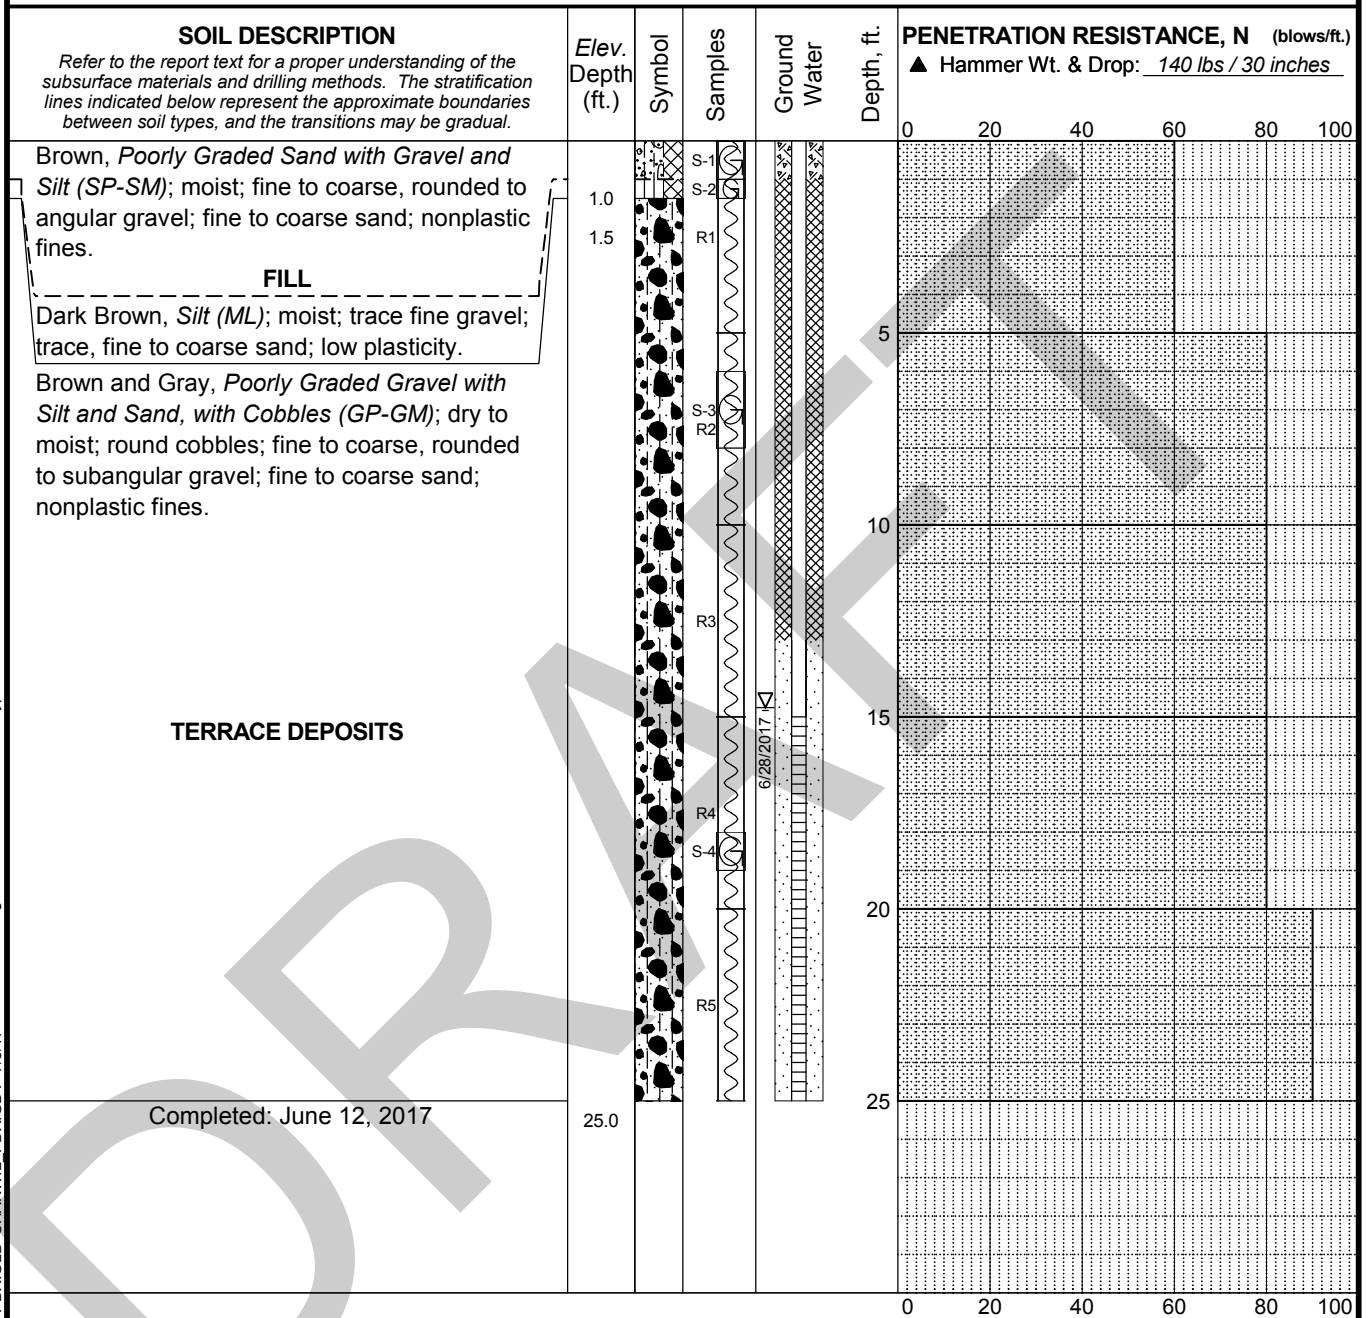 SOIL DESCRIPTION
Refer to the report text for a proper understanding of the
subsurface materials and drilling methods. The stratification
lines indicated below represent the approximate boundaries
between soil types, and the transitions may be gradual.
Elev.
Depth
(ft.)
Symbol
Samples
Ground
Water
Depth, ft.
PENETRATION RESISTANCE, N (blows/ft.)
▲ Hammer Wt. & Drop: 140 lbs / 30 inches
0 20 40 60 80 100
Brown, Poorly Graded Sand with Gravel and
Silt (SP-SM); moist; fine to coarse, rounded to
angular gravel; fine to coarse sand; nonplastic
fines.
FILL
Dark Brown, Silt (ML); moist; trace fine gravel;
trace, fine to coarse sand; low plasticity.
Brown and Gray, Poorly Graded Gravel with
Silt and Sand, with Cobbles (GP-GM); dry to
moist; round cobbles; fine to coarse, rounded
to subangular gravel; fine to coarse sand;
nonplastic fines.
TERRACE DEPOSITS
Completed: June 12, 2017
1.0
1.5
25.0
S-1
S-2
R1
S-3
R2
R3
R4
S-4
R5
6/28/2017
5
10
15
20
25
0 20 40 60 80 100
DRAFT